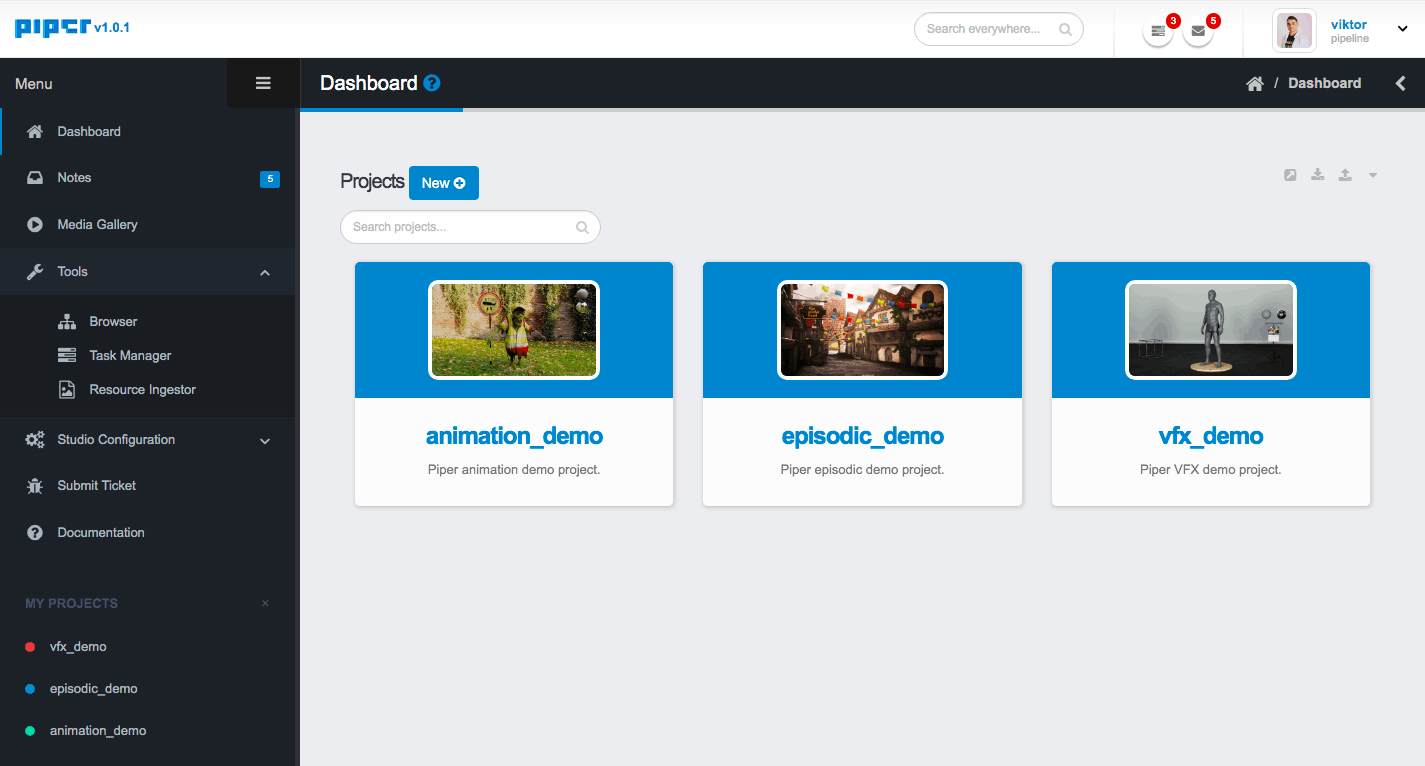 piper v1.0.1
Search everywhere...
3
5
viktor
pipeline
Menu
Dashboard
/ Dashboard
Dashboard
Notes
5
Media Gallery
Tools
Browser
Task Manager
Resource Ingestor
Studio Configuration
Submit Ticket
Documentation
MY PROJECTS
vfx_demo
episodic_demo
animation_demo
Projects
New
Search projects...
animation_demo
Piper animation demo project.
episodic_demo
Piper episodic demo project.
vfx_demo
Piper VFX demo project.